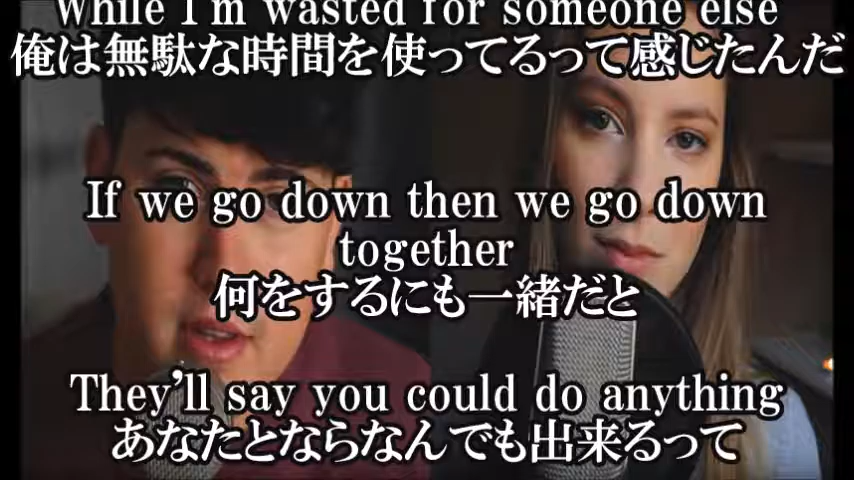 While I'm wasted for someone else
俺は無駄な時間を使ってるって感じたんだ
If we go down then we go down
together
何をするにも一緒だと
They'll say you could do anything
あなたとならなんでも出来るって